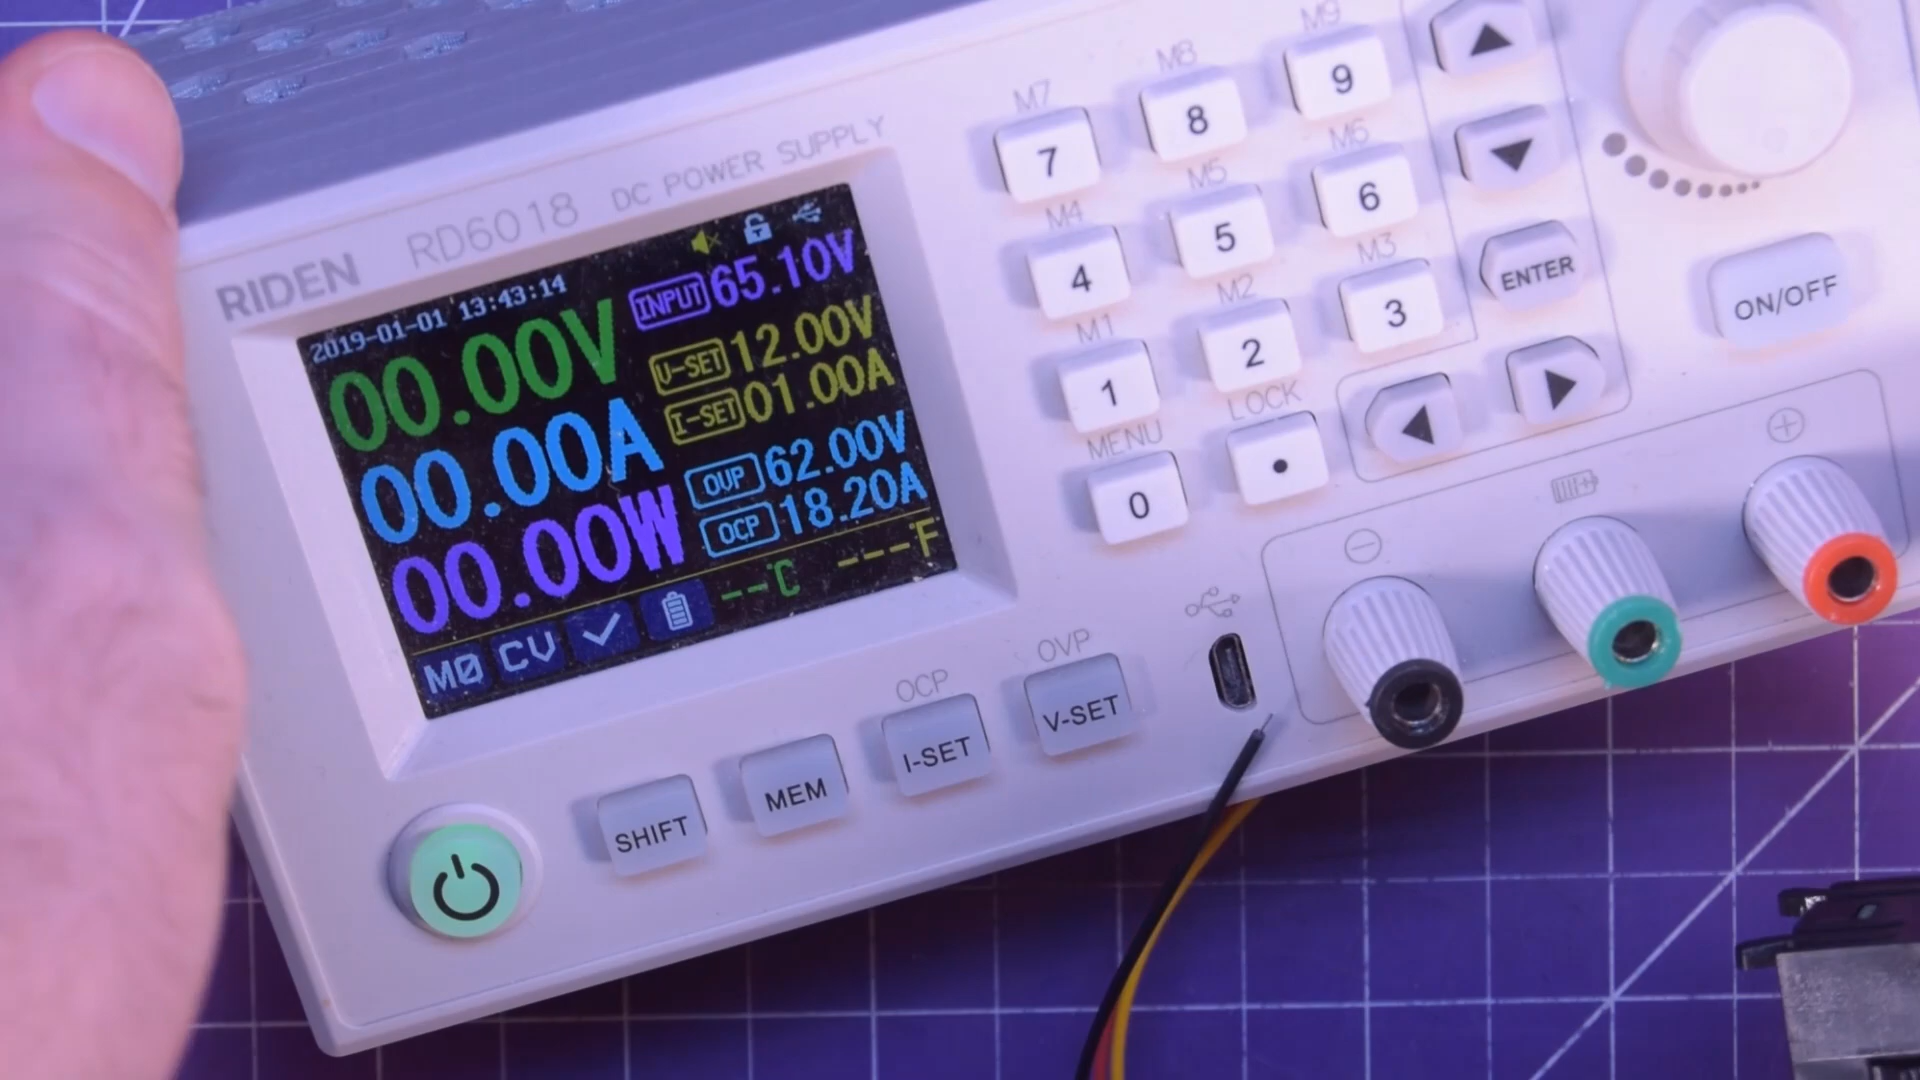 RIDEN RD6018 DC POWER SUPPLY
2019-01-01 13:43:14
00.00V
00.00A
00.00W
INPUT 65.10V
U-SET 12.00V
I-SET 01.00A
OUP 62.00V
OCP 18.20A
M0 CV --℃ ---℉
M7 M8 M9
7 8 9
M4 M5 M6
4 5 6
M1 M2 M3
1 2 3
MENU LOCK
0 •
ENTER
ON/OFF
OCP OVP
SHIFT MEM I-SET V-SET
− +